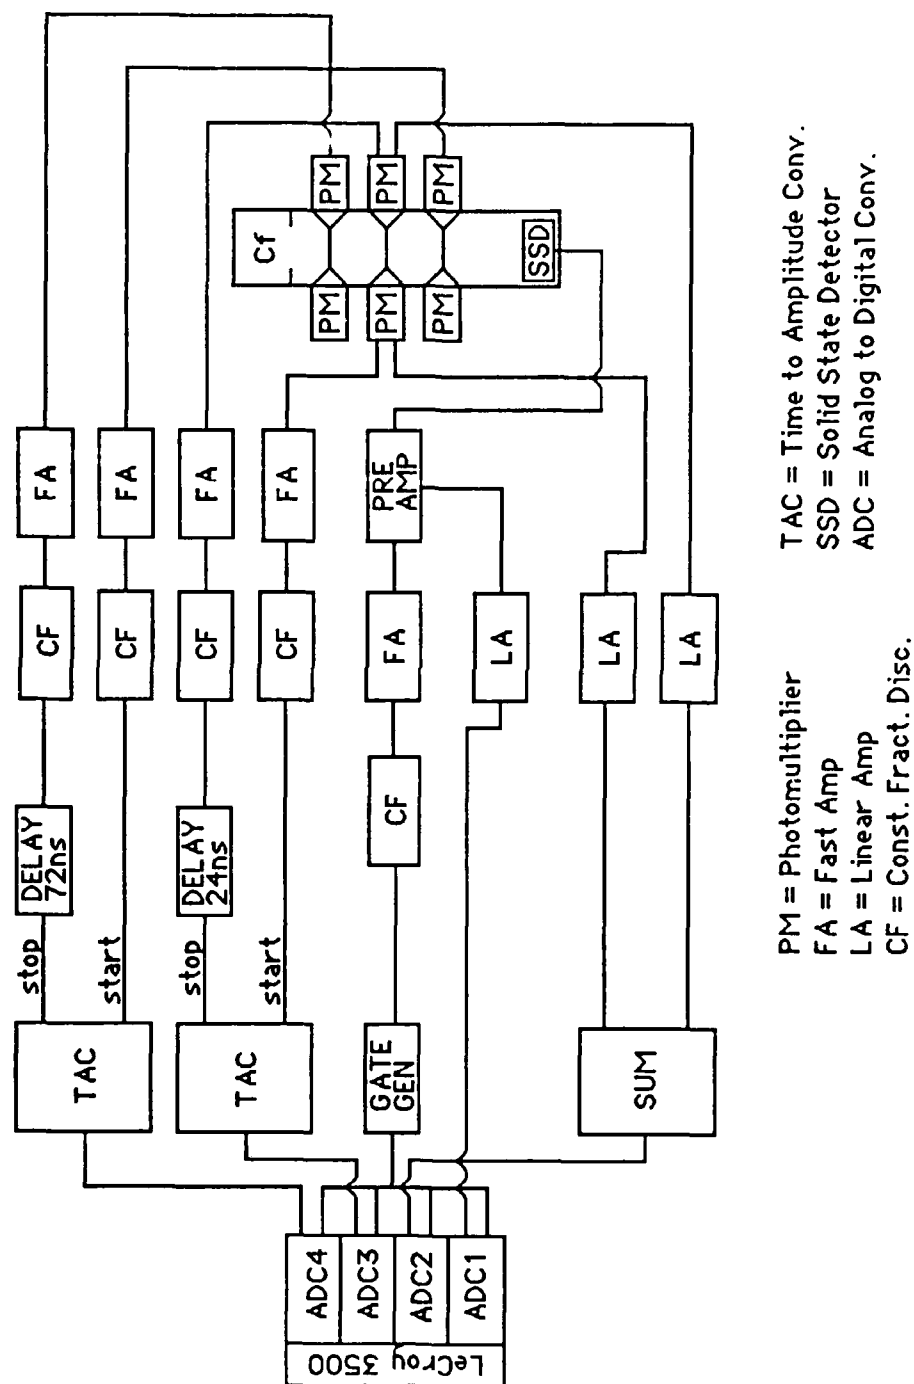 LeCroy 3500
ADC4
ADC3
ADC2
ADC1
TAC
stop
start
DELAY
72ns
CF
FA
CF
FA
TAC
stop
start
DELAY
24ns
CF
FA
CF
FA
GATE
GEN
CF
FA
PRE
AMP
LA
SUM
LA
LA
PM
PM
PM
PM
PM
PM
Cf
SSD
PM = Photomultiplier
FA = Fast Amp
LA = Linear Amp
CF = Const. Fract. Disc.
TAC = Time to Amplitude Conv.
SSD = Solid State Detector
ADC = Analog to Digital Conv.